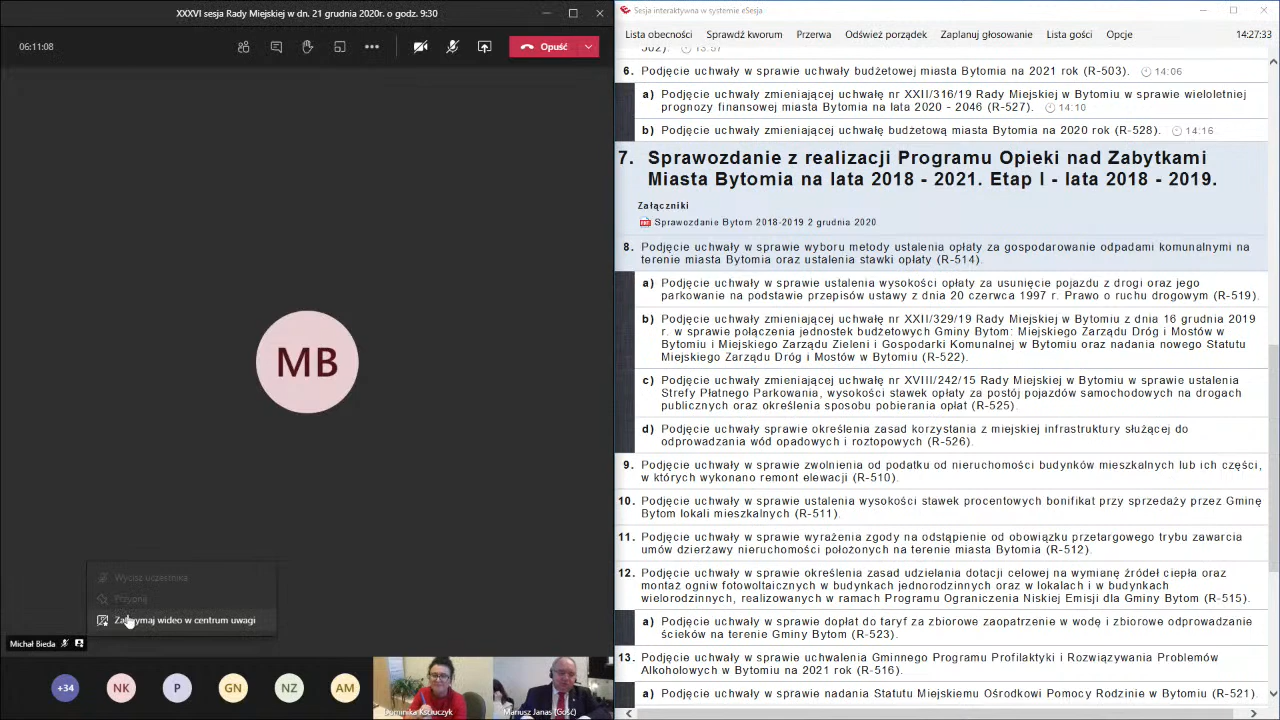 XXXVI sesja Rady Miejskiej w dn. 21 grudnia 2020r, o godz. 9:30
06:11:08
Opuść
MB
Wycisz uczestnika
Przypnij
Zatrzymaj wideo w centrum uwagi
Michał Bieda
+34
NK
P
GN
NZ
AM
Dominika Kściuczyk
Mariusz Janas (Gość)
Sesja interaktywna w systemie eSesja
Lista obecności Sprawdź kworum Przerwa Odśwież porządek Zaplanuj głosowanie Lista gości Opcje 14:27:33
502). 13:57
6. Podjęcie uchwały w sprawie uchwały budżetowej miasta Bytomia na 2021 rok (R-503). 14:06
a) Podjęcie uchwały zmieniającej uchwałę nr XXII/316/19 Rady Miejskiej w Bytomiu w sprawie wieloletniej
prognozy finansowej miasta Bytomia na lata 2020 - 2046 (R-527). 14:10
b) Podjęcie uchwały zmieniającej uchwałę budżetową miasta Bytomia na 2020 rok (R-528). 14:16
7. Sprawozdanie z realizacji Programu Opieki nad Zabytkami
Miasta Bytomia na lata 2018 - 2021. Etap I - lata 2018 - 2019.
Załączniki
Sprawozdanie Bytom 2018-2019 2 grudnia 2020
8. Podjęcie uchwały w sprawie wyboru metody ustalenia opłaty za gospodarowanie odpadami komunalnymi na
terenie miasta Bytomia oraz ustalenia stawki opłaty (R-514).
a) Podjęcie uchwały w sprawie ustalenia wysokości opłaty za usunięcie pojazdu z drogi oraz jego
parkowanie na podstawie przepisów ustawy z dnia 20 czerwca 1997 r. Prawo o ruchu drogowym (R-519).
b) Podjęcie uchwały zmieniającej uchwałę nr XXII/329/19 Rady Miejskiej w Bytomiu z dnia 16 grudnia 2019
r. w sprawie połączenia jednostek budżetowych Gminy Bytom: Miejskiego Zarządu Dróg i Mostów w
Bytomiu i Miejskiego Zarządu Zieleni i Gospodarki Komunalnej w Bytomiu oraz nadania nowego Statutu
Miejskiego Zarządu Dróg i Mostów w Bytomiu (R-522).
c) Podjęcie uchwały zmieniającej uchwałę nr XVIII/242/15 Rady Miejskiej w Bytomiu w sprawie ustalenia
Strefy Płatnego Parkowania, wysokości stawek opłaty za postój pojazdów samochodowych na drogach
publicznych oraz określenia sposobu pobierania opłat (R-525).
d) Podjęcie uchwały sprawie określenia zasad korzystania z miejskiej infrastruktury służącej do
odprowadzania wód opadowych i roztopowych (R-526).
9. Podjęcie uchwały w sprawie zwolnienia od podatku od nieruchomości budynków mieszkalnych lub ich części,
w których wykonano remont elewacji (R-510).
10. Podjęcie uchwały w sprawie ustalenia wysokości stawek procentowych bonifikat przy sprzedaży przez Gminę
Bytom lokali mieszkalnych (R-511).
11. Podjęcie uchwały w sprawie wyrażenia zgody na odstąpienie od obowiązku przetargowego trybu zawarcia
umów dzierżawy nieruchomości położonych na terenie miasta Bytomia (R-512).
12. Podjęcie uchwały w sprawie określenia zasad udzielania dotacji celowej na wymianę źródeł ciepła oraz
montaż ogniw fotowoltaicznych w budynkach jednorodzinnych oraz w lokalach i w budynkach
wielorodzinnych, realizowanych w ramach Programu Ograniczenia Niskiej Emisji dla Gminy Bytom (R-515).
a) Podjęcie uchwały w sprawie dopłat do taryf za zbiorowe zaopatrzenie w wodę i zbiorowe odprowadzanie
ścieków na terenie Gminy Bytom (R-523).
13. Podjęcie uchwały w sprawie uchwalenia Gminnego Programu Profilaktyki i Rozwiązywania Problemów
Alkoholowych w Bytomiu na 2021 rok (R-516).
a) Podjęcie uchwały w sprawie nadania Statutu Miejskiemu Ośrodkowi Pomocy Rodzinie w Bytomiu (R-521)